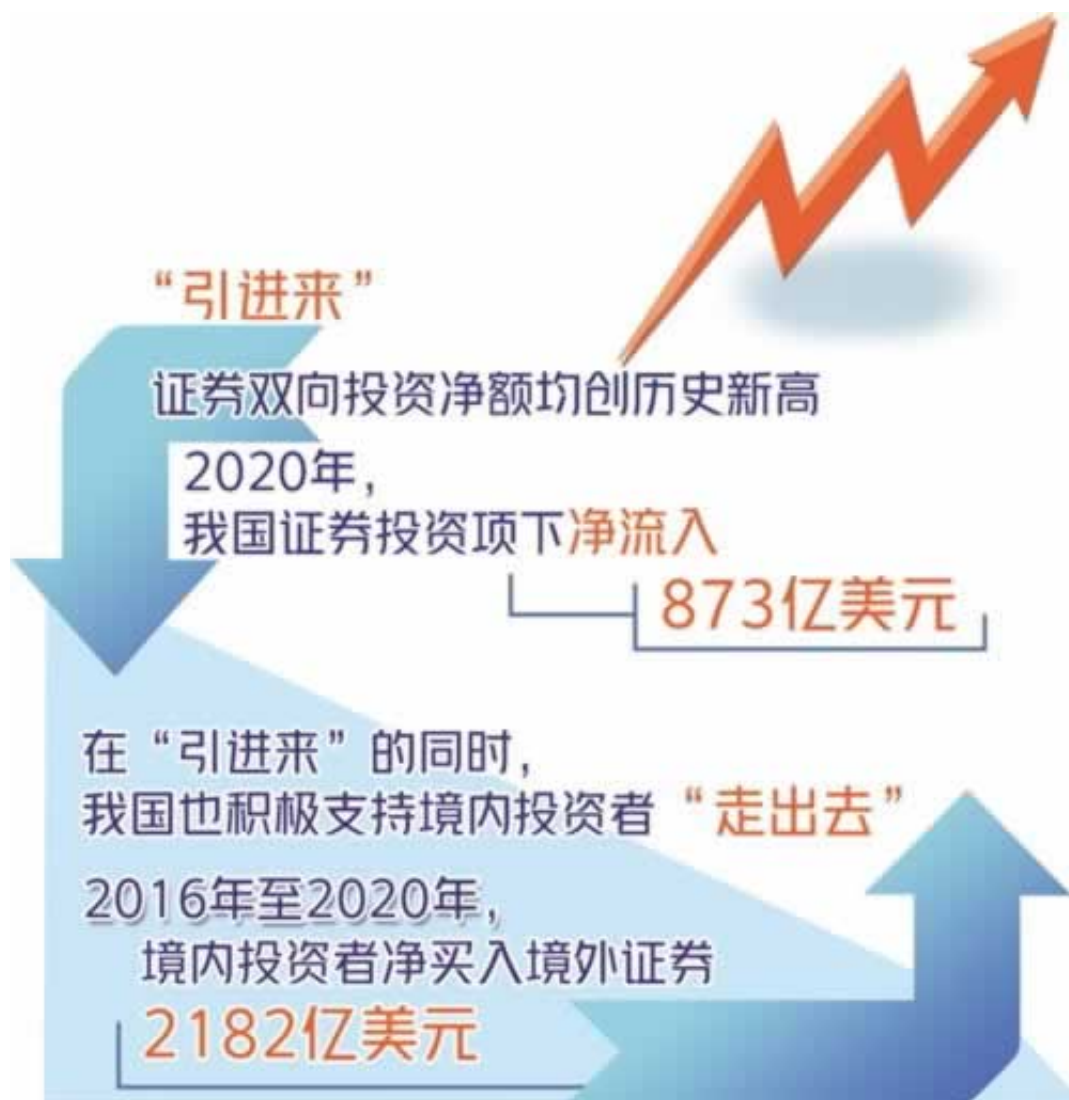 “引进来”
证券双向投资净额均创历史新高
2020年，
我国证券投资项下净流入
873亿美元
在“引进来”的同时，
我国也积极支持境内投资者“走出去”
2016年至2020年，
境内投资者净买入境外证券
2182亿美元